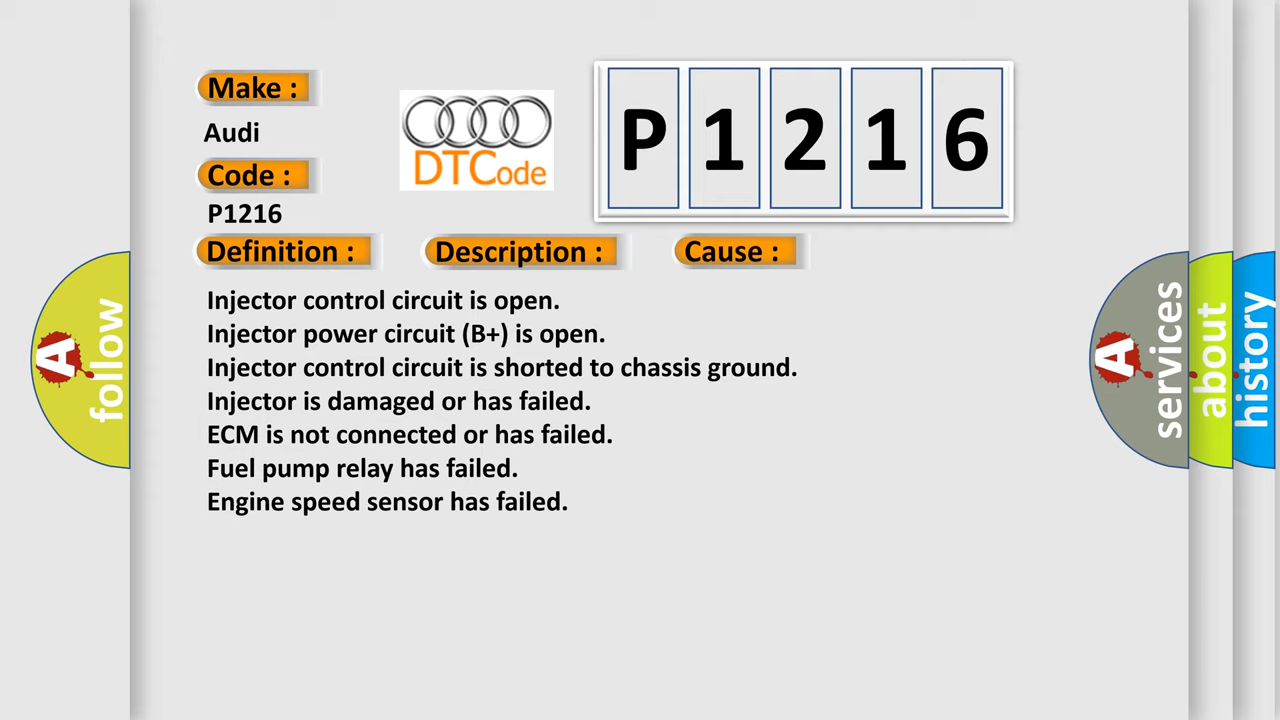 Make :
Audi
Code :
P1216
DTCode
P 1 2 1 6
Definition :
Description :
Cause :
Injector control circuit is open.
Injector power circuit (B+) is open.
Injector control circuit is shorted to chassis ground.
Injector is damaged or has failed.
ECM is not connected or has failed.
Fuel pump relay has failed.
Engine speed sensor has failed.
A
follow
A
services
about
history